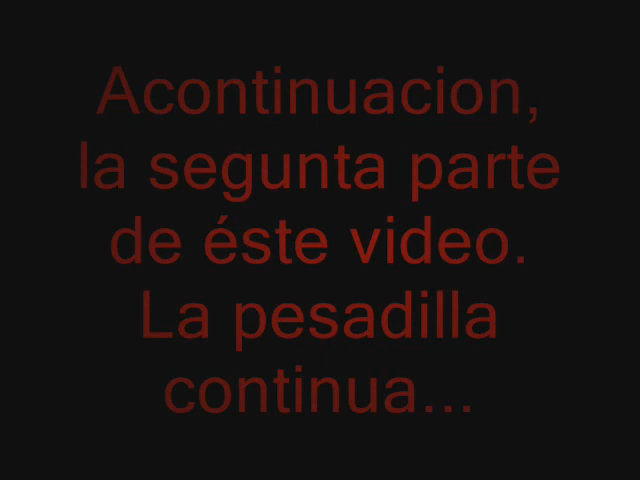 Acontinuacion,
la segunta parte
de éste video.
La pesadilla
continua...